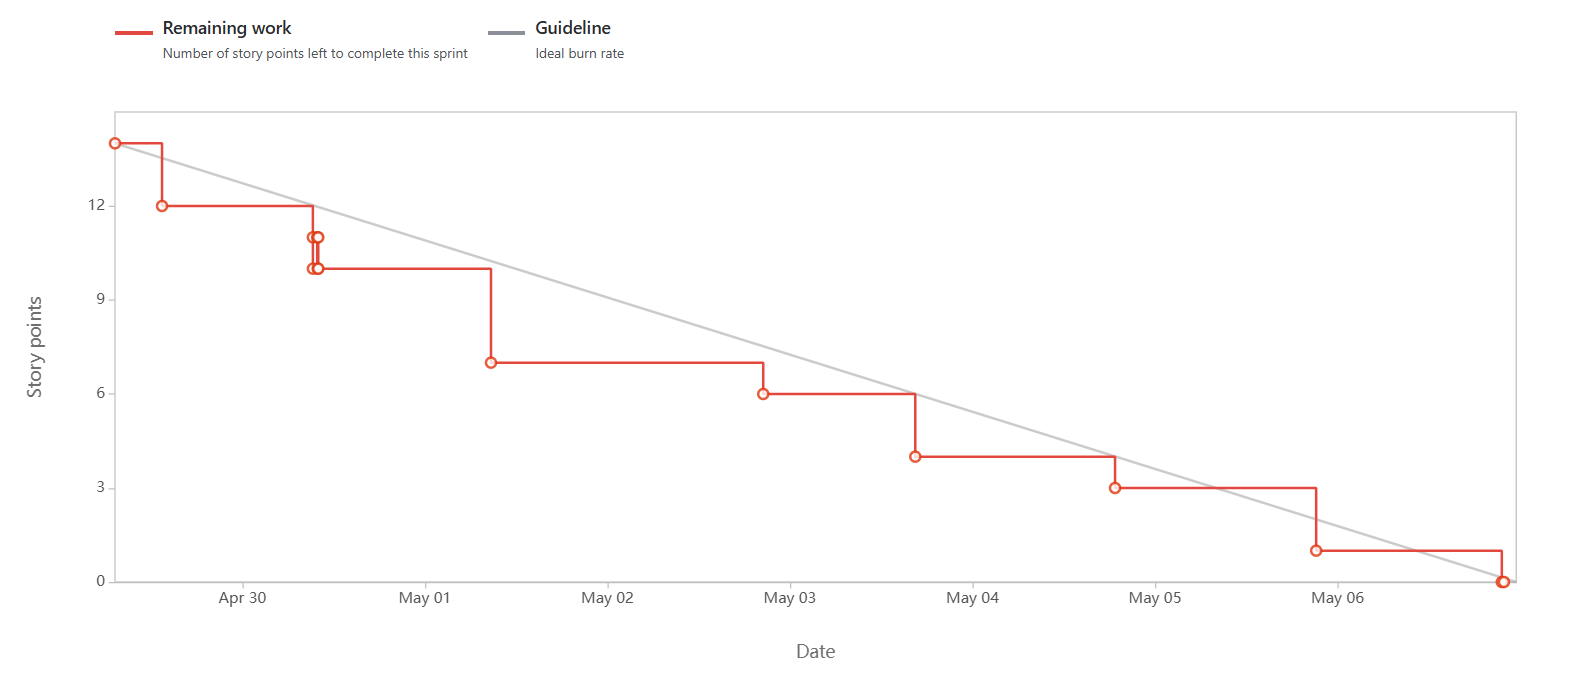 Remaining work
Number of story points left to complete this sprint
Guideline
Ideal burn rate
Story points
12
9
6
3
0
Apr 30
May 01
May 02
May 03
May 04
May 05
May 06
Date